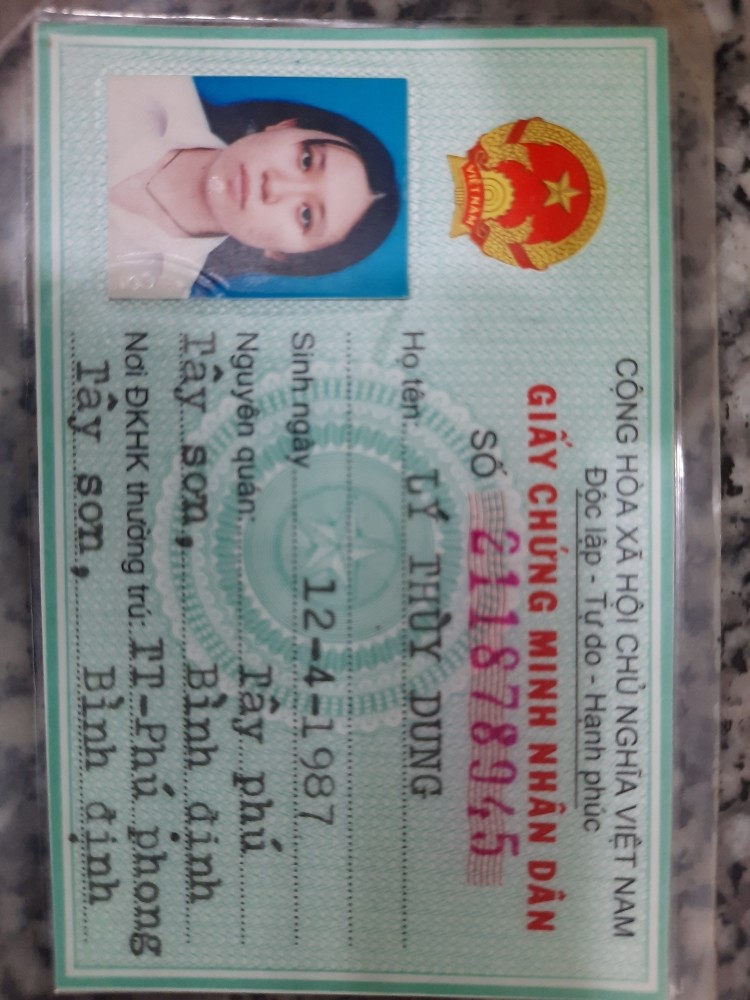 CỘNG HÒA XÃ HỘI CHỦ NGHĨA VIỆT NAM
Độc lập - Tự do - Hạnh phúc
GIẤY CHỨNG MINH NHÂN DÂN
SỐ 211878945
Họ tên: LÝ THÙY DUNG
Sinh ngày 12-4-1987
Nguyên quán: Tây phú
Tây sơn, Bình định
Nơi ĐKHK thường trú: TT-Phú phong
Tây sơn, Bình định
VIỆT NAM